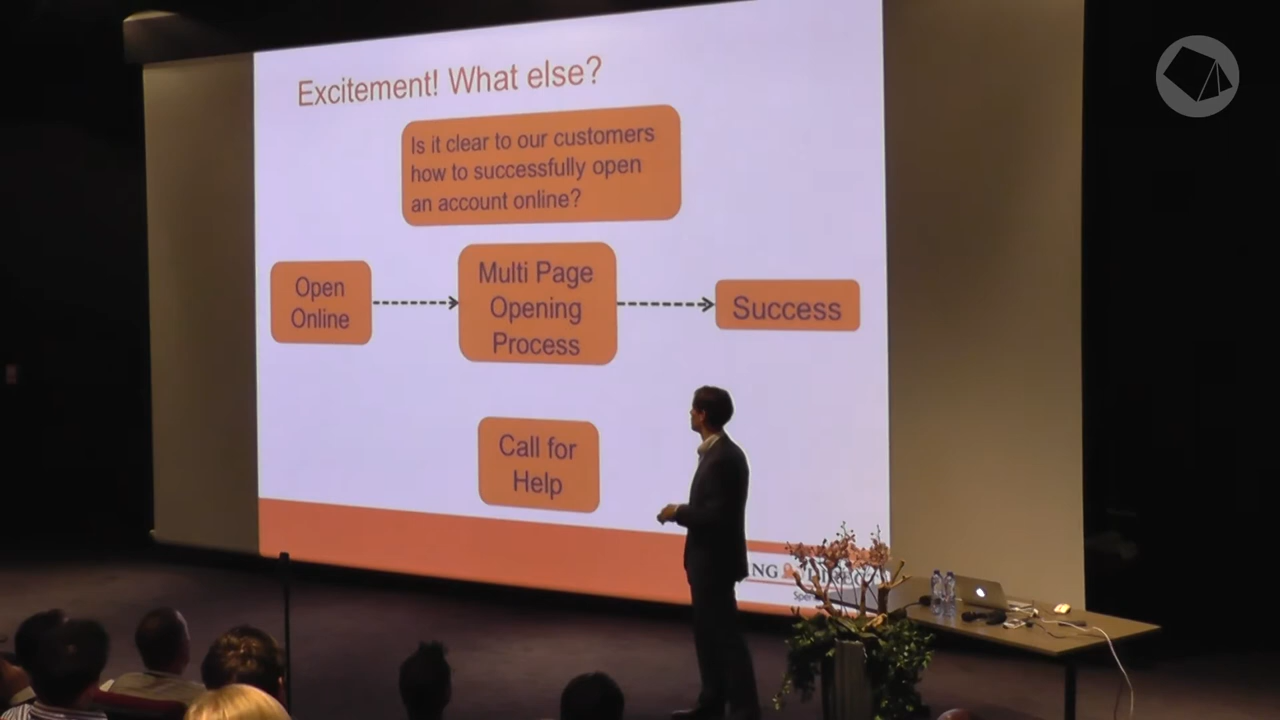 Excitement! What else?
Is it clear to our customers
how to successfully open
an account online?
Open
Online
Multi Page
Opening
Process
Success
Call for
Help
ING